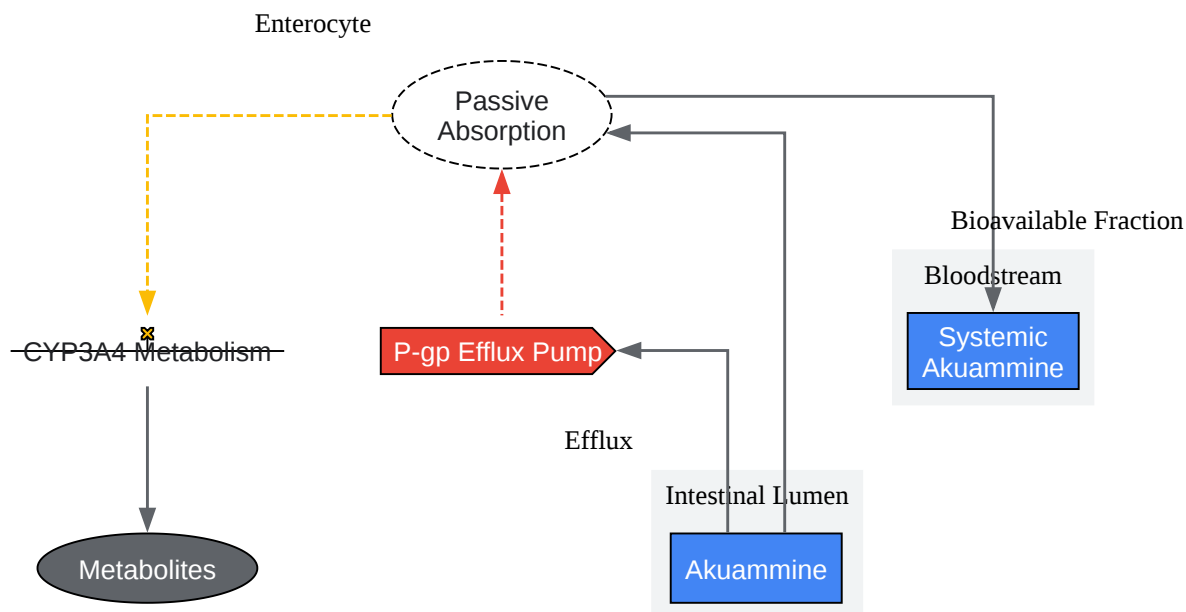 Enterocyte
Passive
Absorption
Bioavailable Fraction
Bloodstream
Systemic
Akuammine
CYP3A4 Metabolism
P-gp Efflux Pump
Efflux
Intestinal Lumen
Akuammine
Metabolites